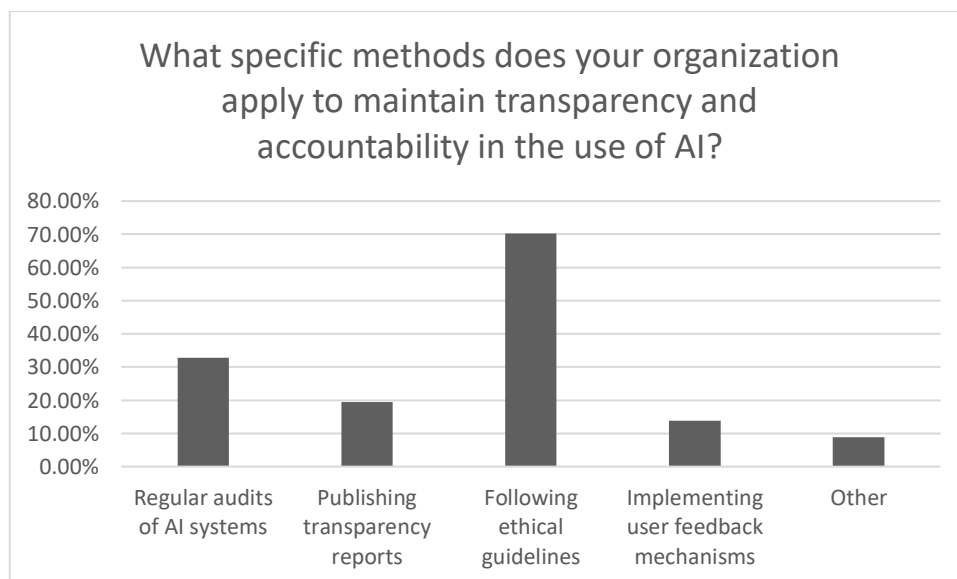 What specific methods does your organization
apply to maintain transparency and
accountability in the use of AI?
80.00%
70.00%
60.00%
50.00%
40.00%
30.00%
20.00%
10.00%
0.00%
Regular audits
of AI systems
Publishing
transparency
reports
Following
ethical
guidelines
Implementing
user feedback
mechanisms
Other